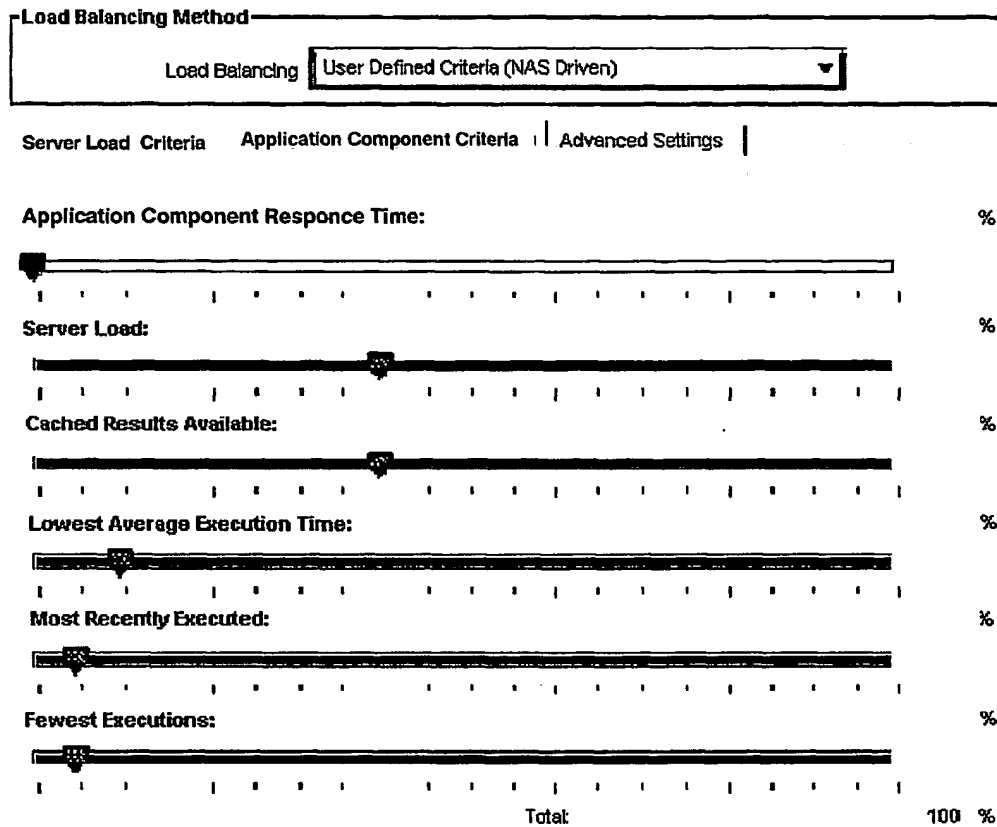 Load Balancing Method
Load Balancing User Defined Criteria (NAS Driven)
Server Load Criteria Application Component Criteria Advanced Settings
Application Component Responce Time: %
Server Load: %
Cached Results Available: %
Lowest Average Execution Time: %
Most Recently Executed: %
Fewest Executions: %
Total: 100 %